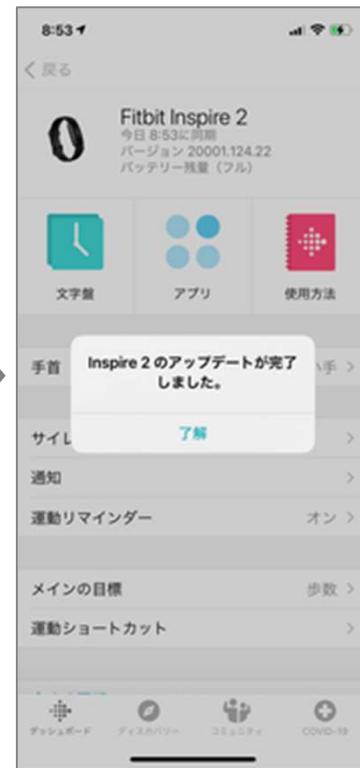 8:53
戻る
Fitbit Inspire 2
今日 8:53に同期
バージョン 20001.124.22
バッテリー残量（フル）
文字盤
アプリ
使用方法
手首
い手
Inspire 2 のアップデートが完了
しました。
了解
サイレ
通知
運動リマインダー
オン
メインの目標
歩数
運動ショートカット
ダッシュボード
ディスカバリー
コミュニティ
COVID-19